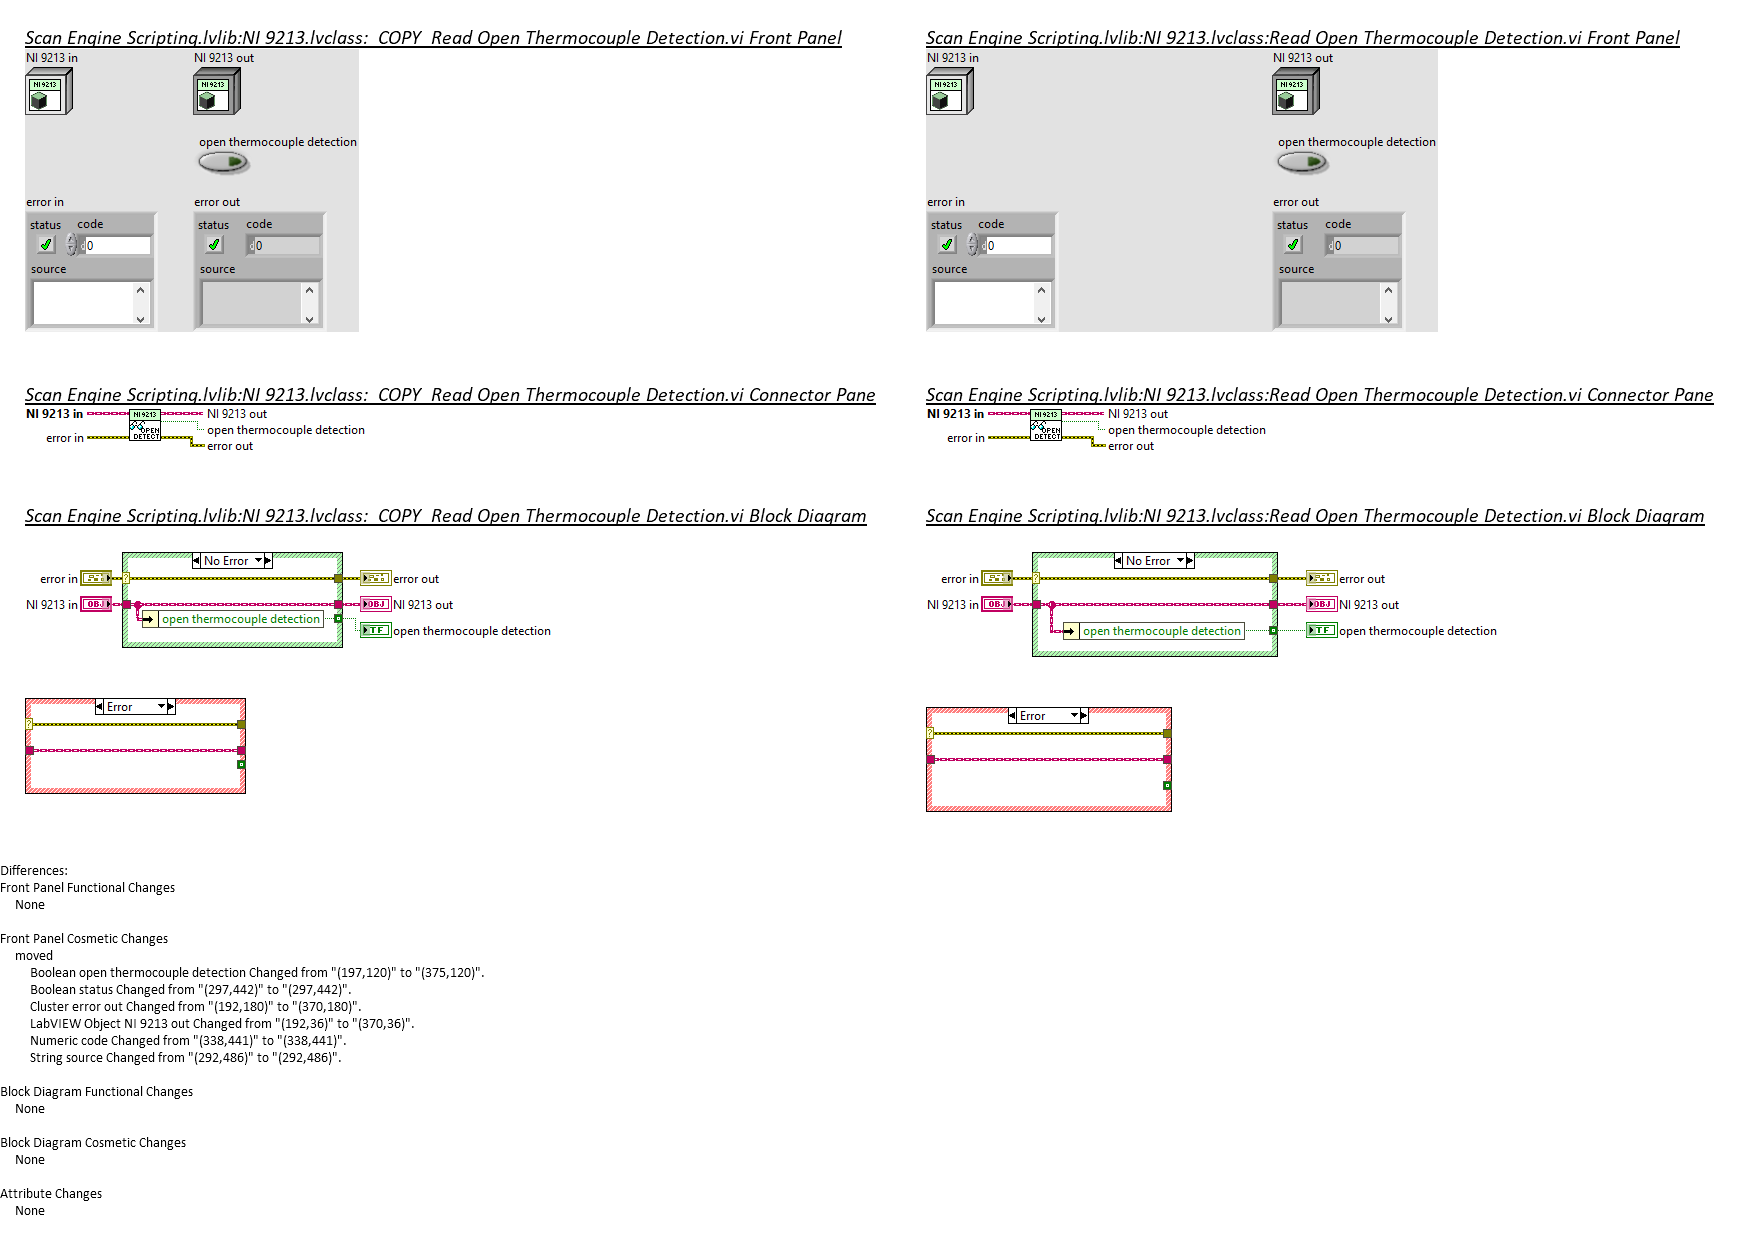 Scan Engine Scripting.lvlib:NI 9213.lvclass:_COPY_Read Open Thermocouple Detection.vi Front Panel
NI 9213 in
NI 9213 out
NI 9213
NI 9213
open thermocouple detection
error in
error out
status code
status code
d 0
d 0
source
source
Scan Engine Scripting.lvlib:NI 9213.lvclass:Read Open Thermocouple Detection.vi Front Panel
NI 9213 in
NI 9213 out
NI 9213
NI 9213
open thermocouple detection
error in
error out
status code
status code
d 0
d 0
source
source
Scan Engine Scripting.lvlib:NI 9213.lvclass:_COPY_Read Open Thermocouple Detection.vi Connector Pane
NI 9213 in
NI 9213
NI 9213 out
OPEN
open thermocouple detection
error in
DETECT
error out
Scan Engine Scripting.lvlib:NI 9213.lvclass:Read Open Thermocouple Detection.vi Connector Pane
NI 9213 in
NI 9213
NI 9213 out
OPEN
open thermocouple detection
error in
DETECT
error out
Scan Engine Scripting.lvlib:NI 9213.lvclass:_COPY_Read Open Thermocouple Detection.vi Block Diagram
No Error
error in
?
error out
NI 9213 in
OBJ
OBJ
NI 9213 out
open thermocouple detection
TF
open thermocouple detection
Error
?
Scan Engine Scripting.lvlib:NI 9213.lvclass:Read Open Thermocouple Detection.vi Block Diagram
No Error
error in
?
error out
NI 9213 in
OBJ
OBJ
NI 9213 out
open thermocouple detection
TF
open thermocouple detection
Error
?
Differences:
Front Panel Functional Changes
None
Front Panel Cosmetic Changes
moved
Boolean open thermocouple detection Changed from "(197,120)" to "(375,120)".
Boolean status Changed from "(297,442)" to "(297,442)".
Cluster error out Changed from "(192,180)" to "(370,180)".
LabVIEW Object NI 9213 out Changed from "(192,36)" to "(370,36)".
Numeric code Changed from "(338,441)" to "(338,441)".
String source Changed from "(292,486)" to "(292,486)".
Block Diagram Functional Changes
None
Block Diagram Cosmetic Changes
None
Attribute Changes
None